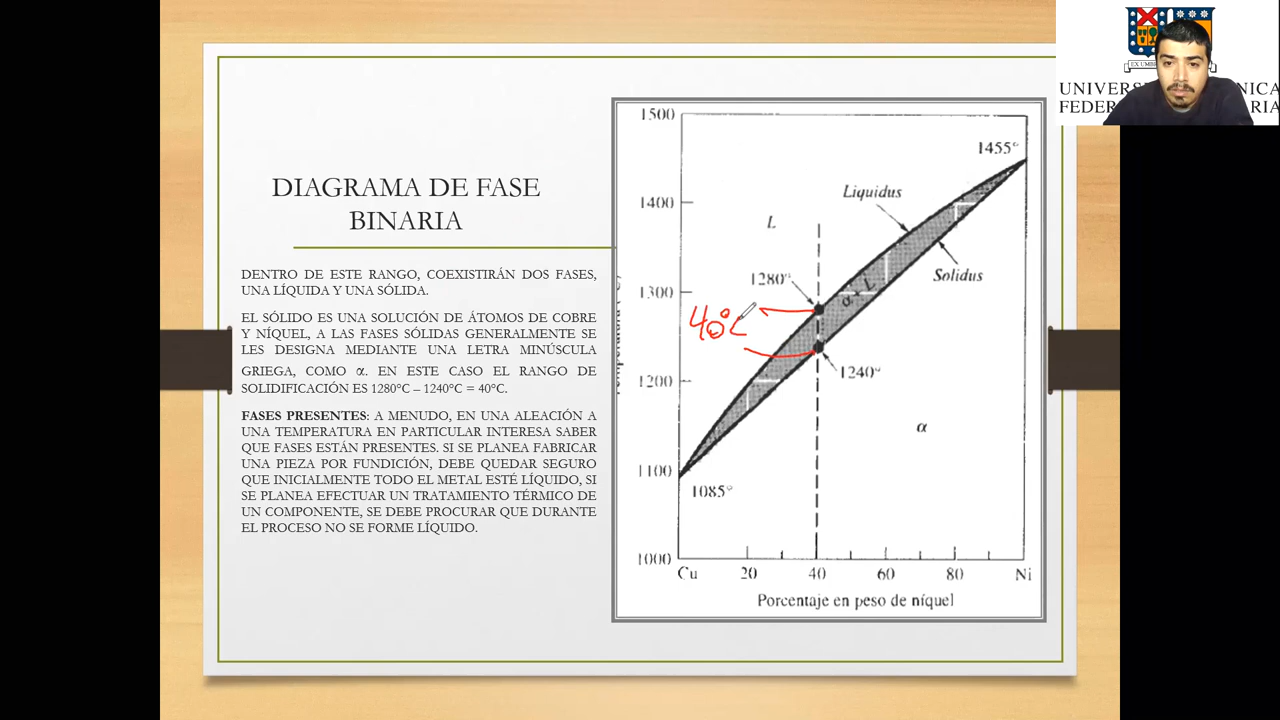 DIAGRAMA DE FASE
BINARIA
DENTRO DE ESTE RANGO, COEXISTIRÁN DOS FASES,
UNA LÍQUIDA Y UNA SÓLIDA.
EL SÓLIDO ES UNA SOLUCIÓN DE ÁTOMOS DE COBRE
Y NÍQUEL, A LAS FASES SÓLIDAS GENERALMENTE SE
LES DESIGNA MEDIANTE UNA LETRA MINÚSCULA
GRIEGA, COMO α. EN ESTE CASO EL RANGO DE
SOLIDIFICACIÓN ES 1280°C – 1240°C = 40°C.
FASES PRESENTES: A MENUDO, EN UNA ALEACIÓN A
UNA TEMPERATURA EN PARTICULAR INTERESA SABER
QUE FASES ESTÁN PRESENTES. SI SE PLANEA FABRICAR
UNA PIEZA POR FUNDICIÓN, DEBE QUEDAR SEGURO
QUE INICIALMENTE TODO EL METAL ESTÉ LÍQUIDO, SI
SE PLANEA EFECTUAR UN TRATAMIENTO TÉRMICO DE
UN COMPONENTE, SE DEBE PROCURAR QUE DURANTE
EL PROCESO NO SE FORME LÍQUIDO.
1500
1455°
Liquidus
1400
L
Solidus
1280°
1300
α + L
40°C
1240°
1200
α
1100
1085°
1000
Cu 20 40 60 80 Ni
Porcentaje en peso de níquel